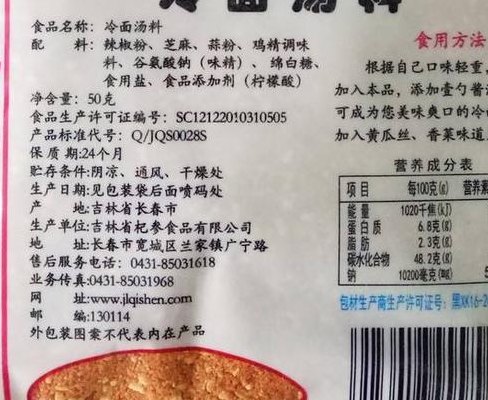 冷面汤料
食品名称：冷面汤料
配 料：辣椒粉、芝麻、蒜粉、鸡精调味
料、谷氨酸钠（味精）、绵白糖、
食用盐、食品添加剂（柠檬酸）
净含量：50克
食品生产许可证编号：SC12122010310505
产品标准代号：Q/JQS0028S
保 质 期:24个月
贮存条件:阴凉、通风、干燥处
生产日期:见包装袋后面喷码处
产 地:吉林省长春市
生产单位:吉林省杞参食品有限公司
地 址:长春市宽城区兰家镇广宁路
售后服务电话：0431-85031618
业务传真:0431-85031968
网 址:www.jlqishen.com
邮 编:130114
外包装图案不代表内在产品
食用方法
根据自己口味轻重，
加入本品，添加壹勺酱油
可成为您美味爽口的冷面
加入黄瓜丝、香菜味道
营养成分表
项目 每100克(g) 营养素
能量 1020千焦(kJ)
蛋白质 6.8克(g)
脂肪 2.3克(g)
碳水化合物 48.2克(g)
钠 10200毫克(mg)
包材生产商生产许可证号：黑XK16-2